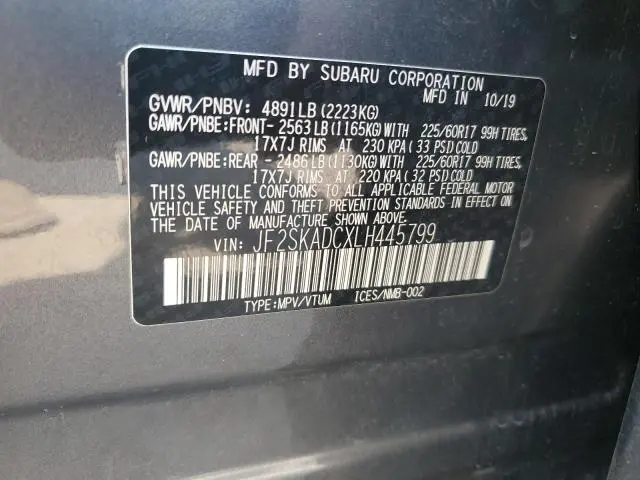 MFD BY SUBARU CORPORATION
MFD IN 10/19
GVWR/PNBV: 4891LB(2223KG)
GAWR/PNBE:FRONT- 2563LB(1165KG)WITH 225/60R17 99H TIRES,
17X7J RIMS AT 230 KPA( 33 PSI)COLD
GAWR/PNBE:REAR - 2486LB(1130KG)WITH 225/60R17 99H TIRES,
17X7J RIMS AT 220 KPA( 32 PSI)COLD
THIS VEHICLE CONFORMS TO ALL APPLICABLE FEDERAL MOTOR
VEHICLE SAFETY AND THEFT PREVENTION STANDARDS IN EFFECT ON
THE DATE OF MANUFACTURE SHOWN ABOVE.
VIN: JF2SKADCXLH445799
TYPE:MPV/VTUM ICES/NMB-002